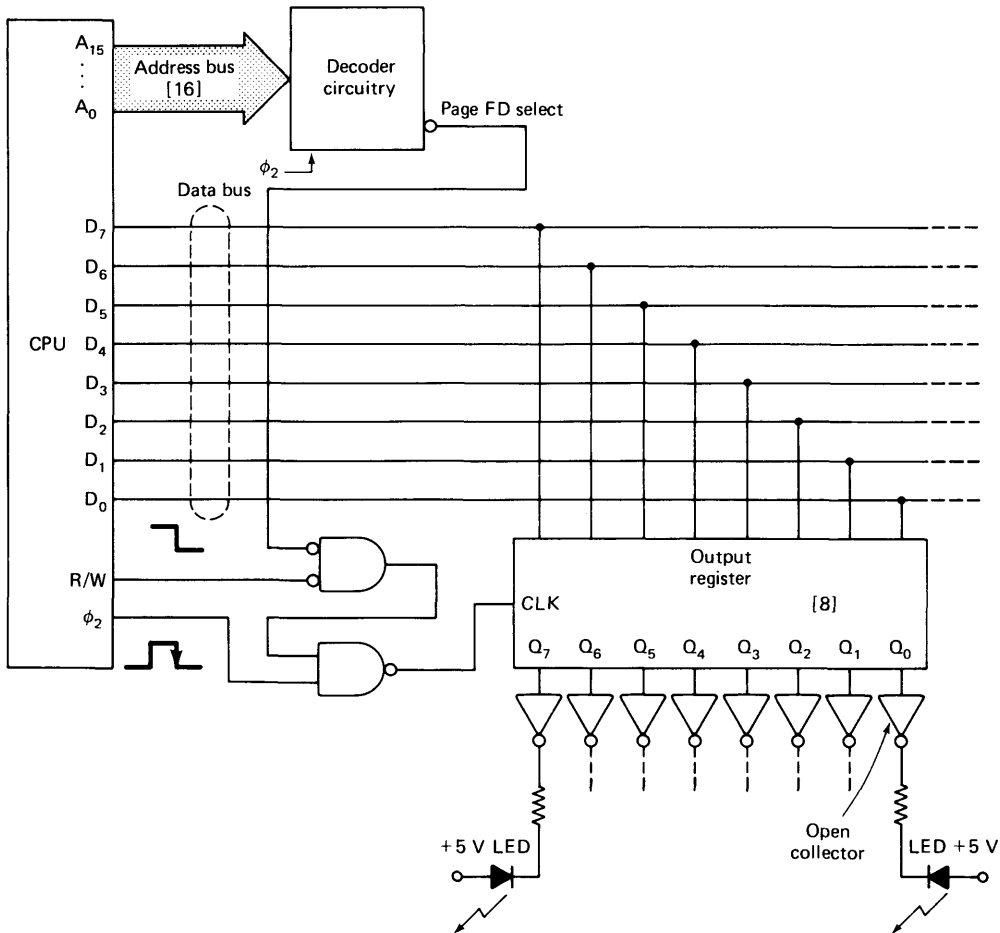 A15
Address bus
[16]
A0
Decoder
circuitry
Page FD select
ϕ2
Data bus
D7
D6
D5
CPU
D4
D3
D2
D1
D0
R/W
ϕ2
Output
register
CLK
[8]
Q7 Q6 Q5 Q4 Q3 Q2 Q1 Q0
Open
collector
+5 V LED
LED +5 V